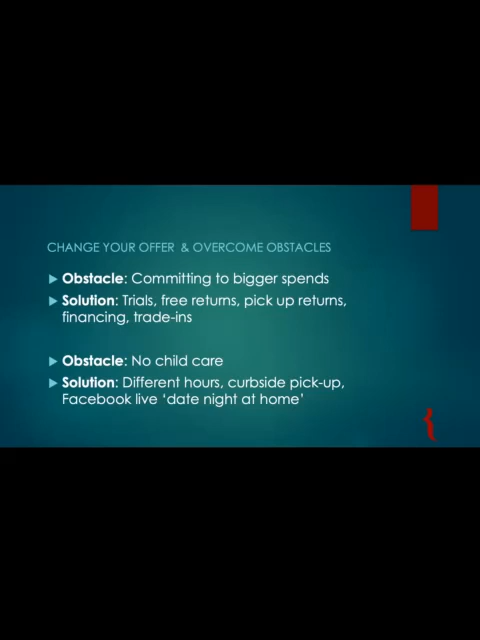 CHANGE YOUR OFFER & OVERCOME OBSTACLES
Obstacle: Committing to bigger spends
Solution: Trials, free returns, pick up returns,
financing, trade-ins
Obstacle: No child care
Solution: Different hours, curbside pick-up,
Facebook live ‘date night at home’
{